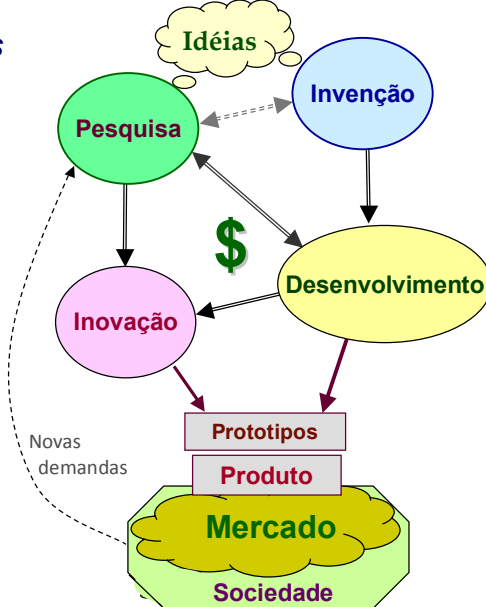 s
Idéias
Invenção
Pesquisa
$
Desenvolvimento
Inovação
Prototipos
Novas
demandas
Produto
Mercado
Sociedade